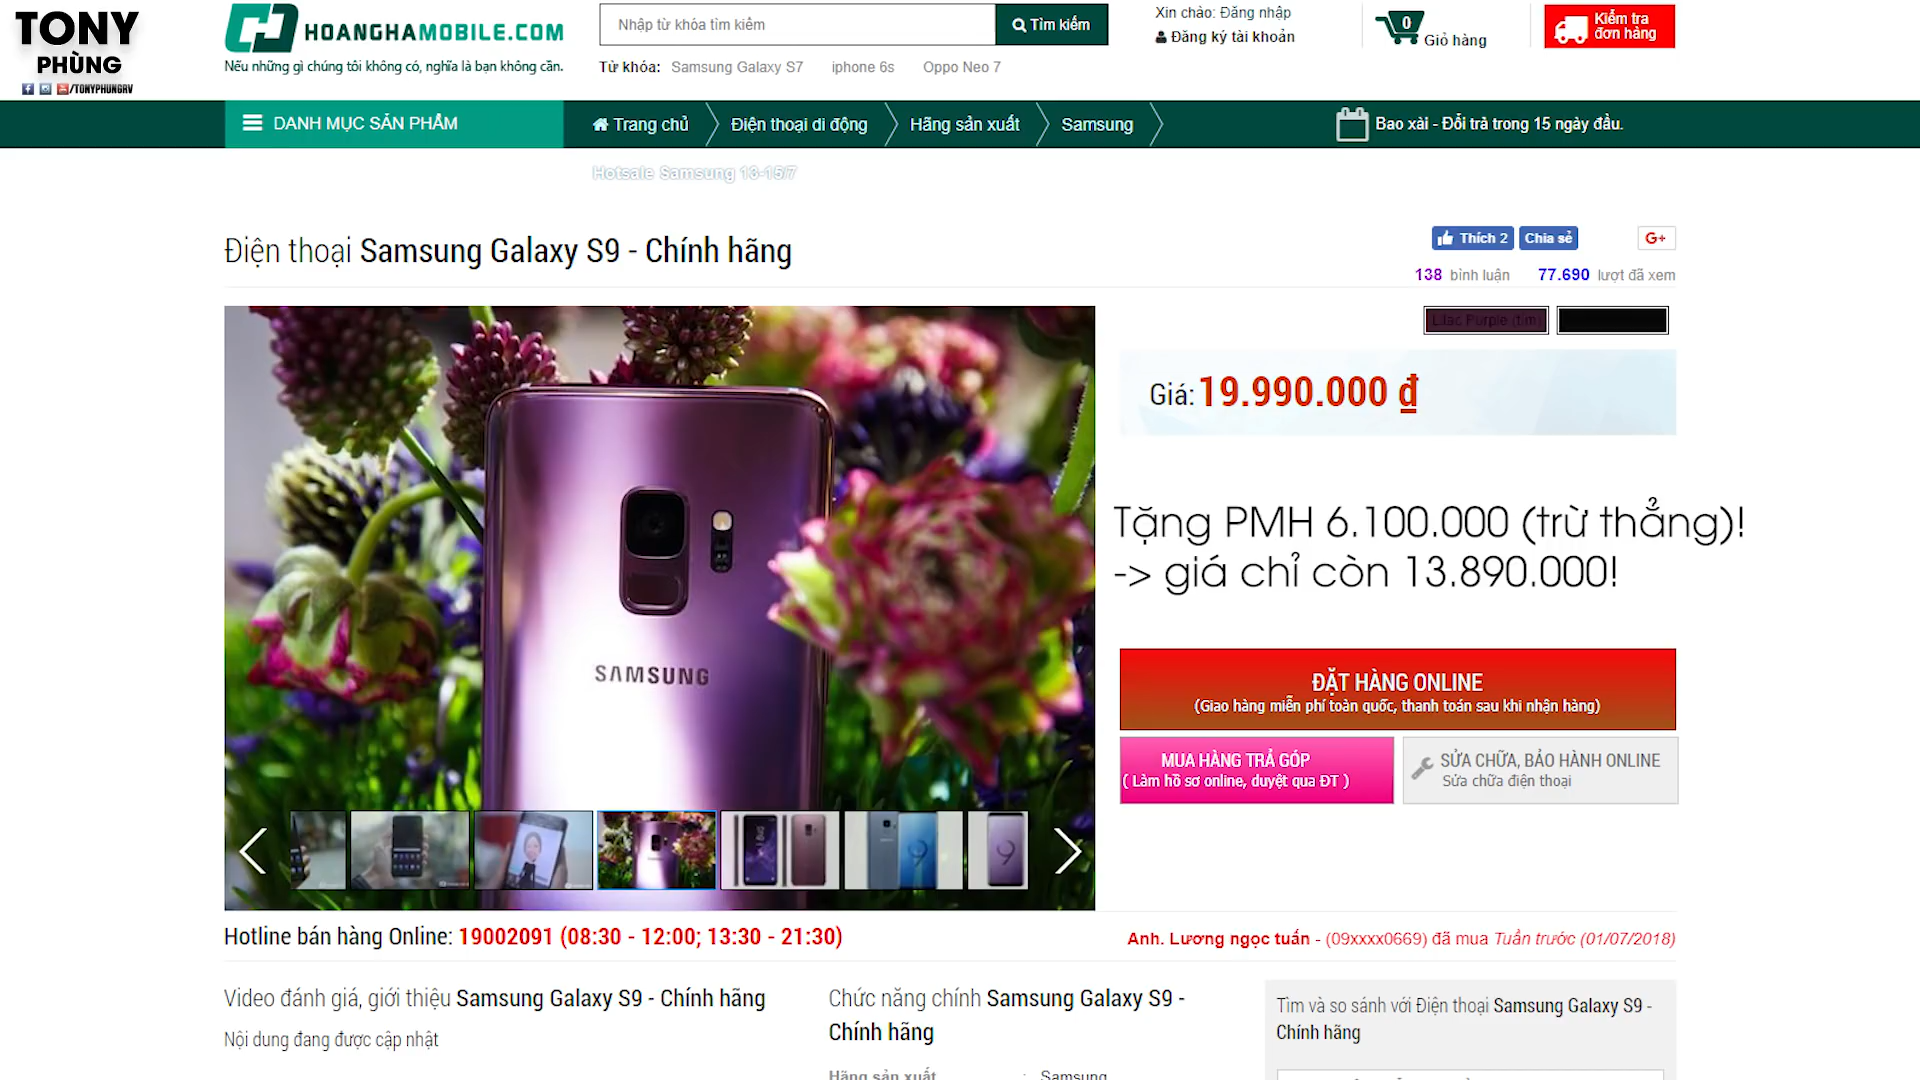 TONY
PHÙNG
/TONYPHUNGRV
HOANGHAMOBILE.COM
Nếu những gì chúng tôi không có, nghĩa là bạn không cần.
Nhập từ khóa tìm kiếm
Tìm kiếm
Từ khóa: Samsung Galaxy S7 iphone 6s Oppo Neo 7
Xin chào: Đăng nhập
Đăng ký tài khoản
0
Giỏ hàng
Kiểm tra
đơn hàng
DANH MỤC SẢN PHẨM
Trang chủ
Điện thoại di động
Hãng sản xuất
Samsung
Bao xài - Đổi trả trong 15 ngày đầu.
Hotsale Samsung 13-15/7
Điện thoại Samsung Galaxy S9 - Chính hãng
Thích 2
Chia sẻ
G+
138 bình luận 77.690 lượt đã xem
Lilac Purple (tím)
Giá: 19.990.000 ₫
Tặng PMH 6.100.000 (trừ thẳng)!
-> giá chỉ còn 13.890.000!
SAMSUNG
ĐẶT HÀNG ONLINE
(Giao hàng miễn phí toàn quốc, thanh toán sau khi nhận hàng)
MUA HÀNG TRẢ GÓP
( Làm hồ sơ online, duyệt qua ĐT )
SỬA CHỮA, BẢO HÀNH ONLINE
Sửa chữa điện thoại
Hotline bán hàng Online: 19002091 (08:30 - 12:00; 13:30 - 21:30)
Anh. Lương ngọc tuấn - (09xxxx0669) đã mua Tuần trước (01/07/2018)
Video đánh giá, giới thiệu Samsung Galaxy S9 - Chính hãng
Nội dung đang được cập nhật
Chức năng chính Samsung Galaxy S9 -
Chính hãng
Hãng sản xuất : Samsung
Tìm và so sánh với Điện thoại Samsung Galaxy S9 -
Chính hãng